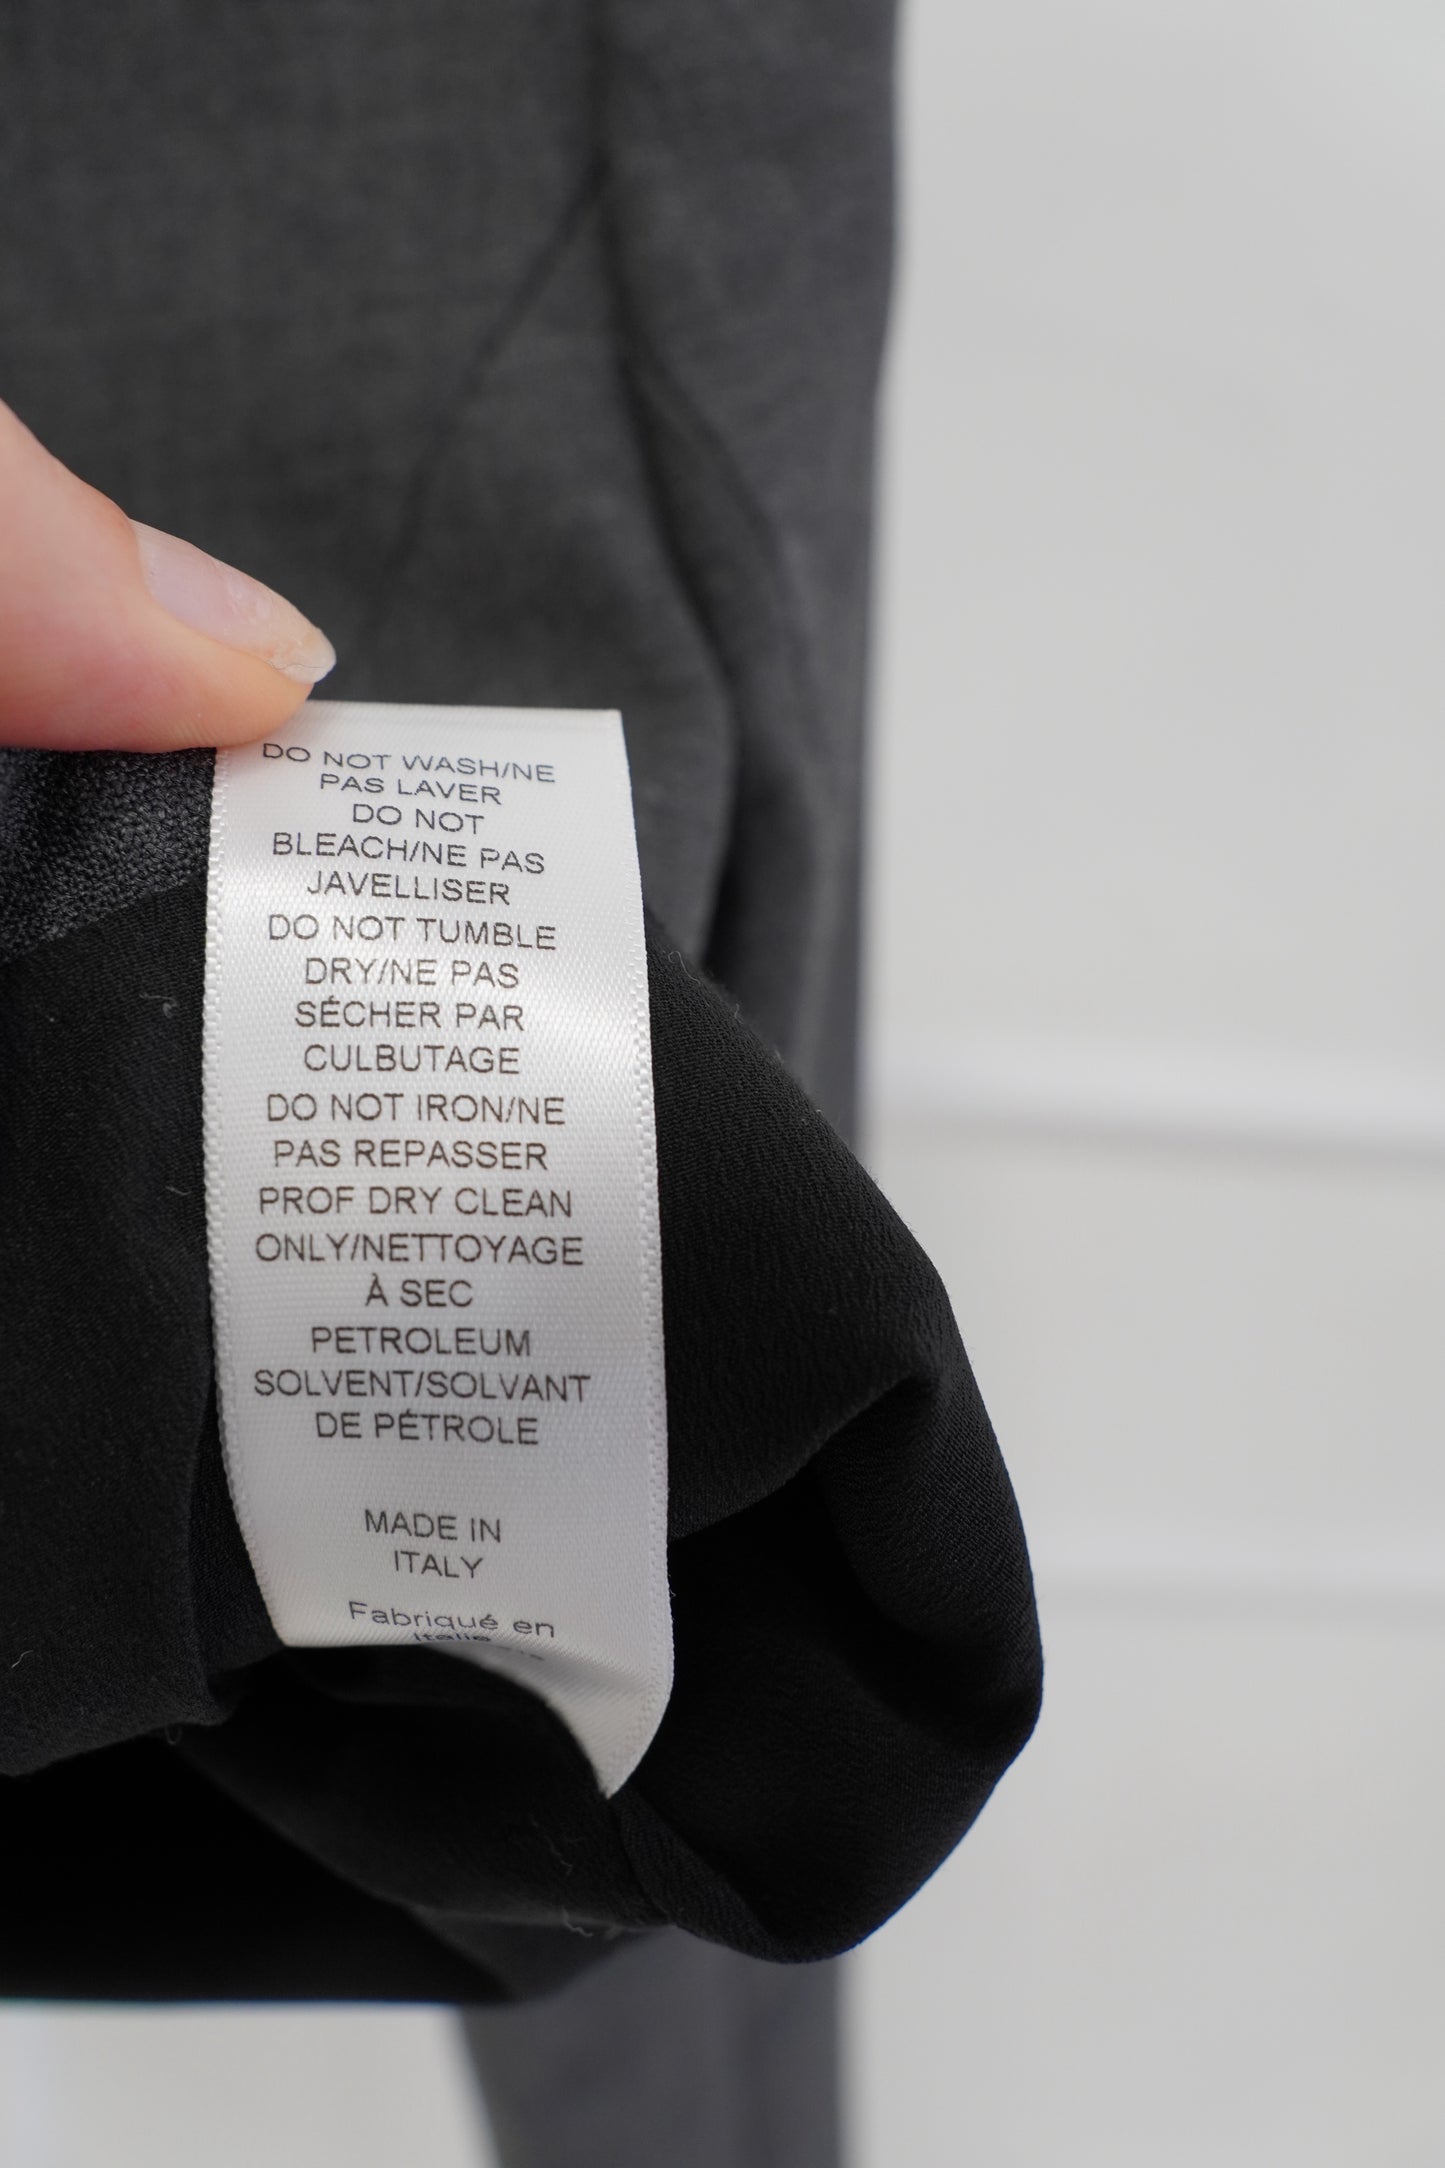 DO NOT WASH/NE
PAS LAVER
DO NOT
BLEACH/NE PAS
JAVELLISER
DO NOT TUMBLE
DRY/NE PAS
SÉCHER PAR
CULBUTAGE
DO NOT IRON/NE
PAS REPASSER
PROF DRY CLEAN
ONLY/NETTOYAGE
À SEC
PETROLEUM
SOLVENT/SOLVANT
DE PÉTROLE
MADE IN
ITALY
Fabriqué en
Italie